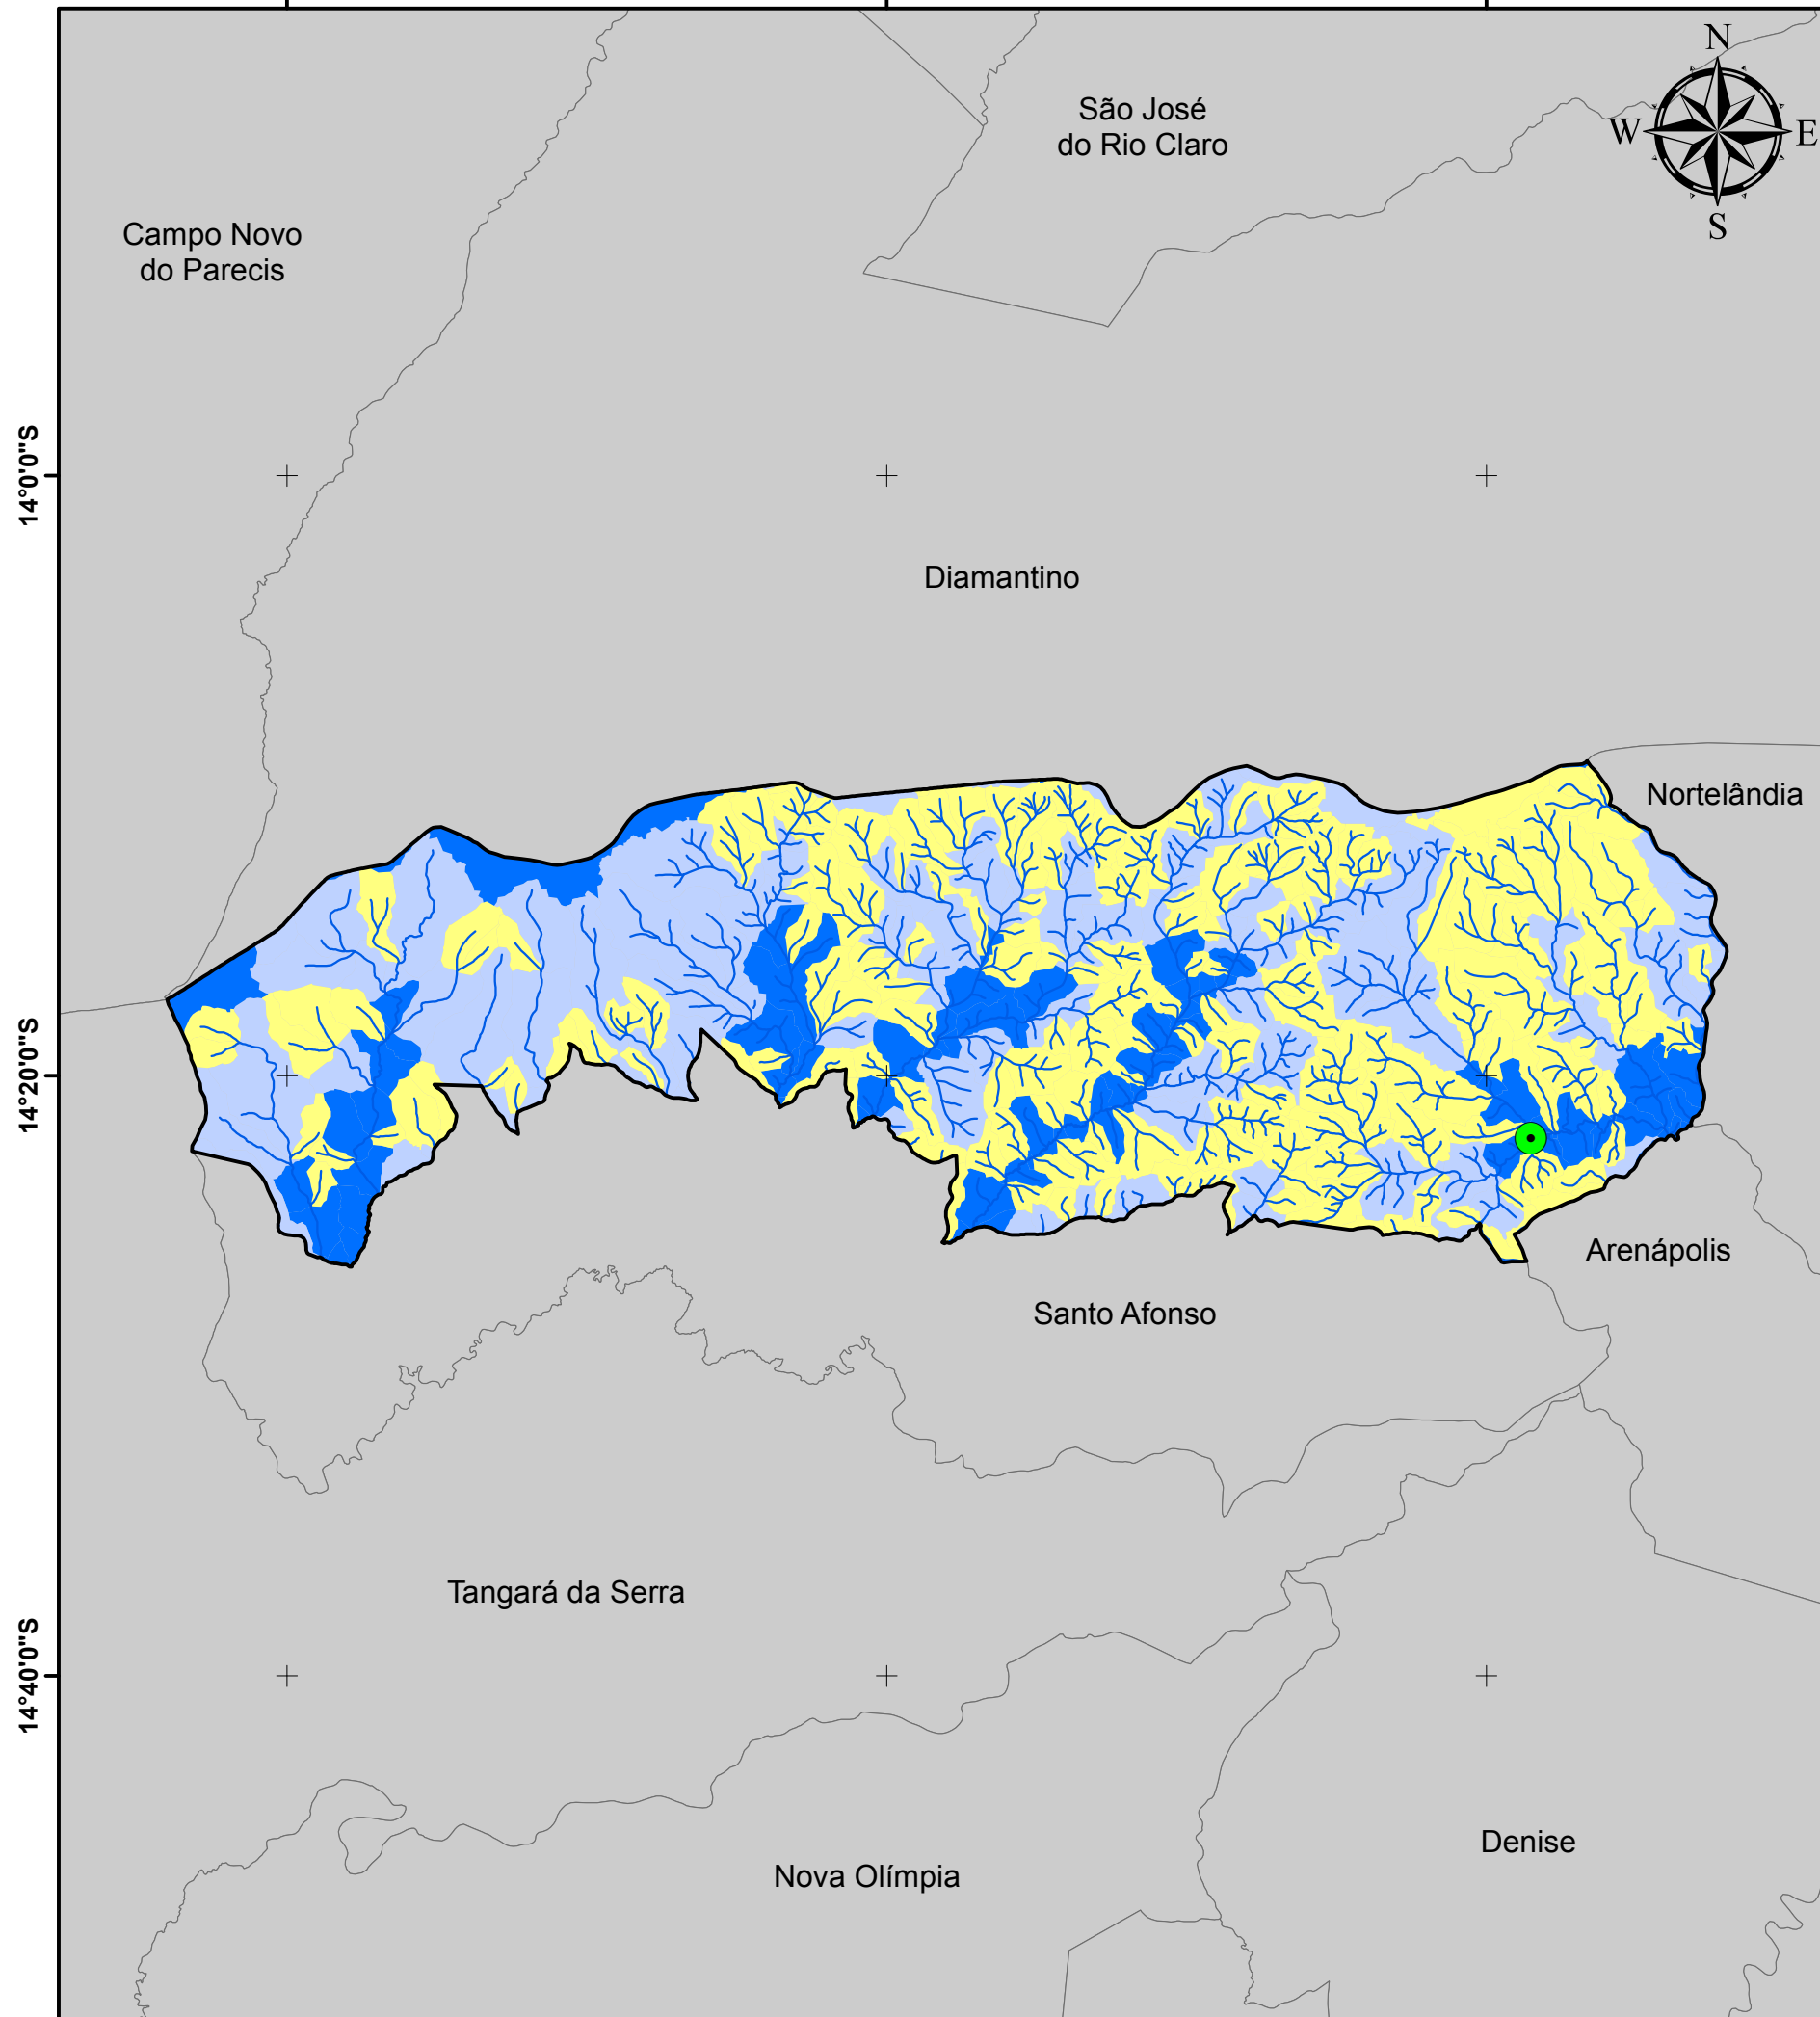 N
W
E
S
São José
do Rio Claro
Campo Novo
do Parecis
14°0'0"S
Diamantino
Nortelândia
14°20'0"S
Arenápolis
Santo Afonso
Tangará da Serra
14°40'0"S
Denise
Nova Olímpia